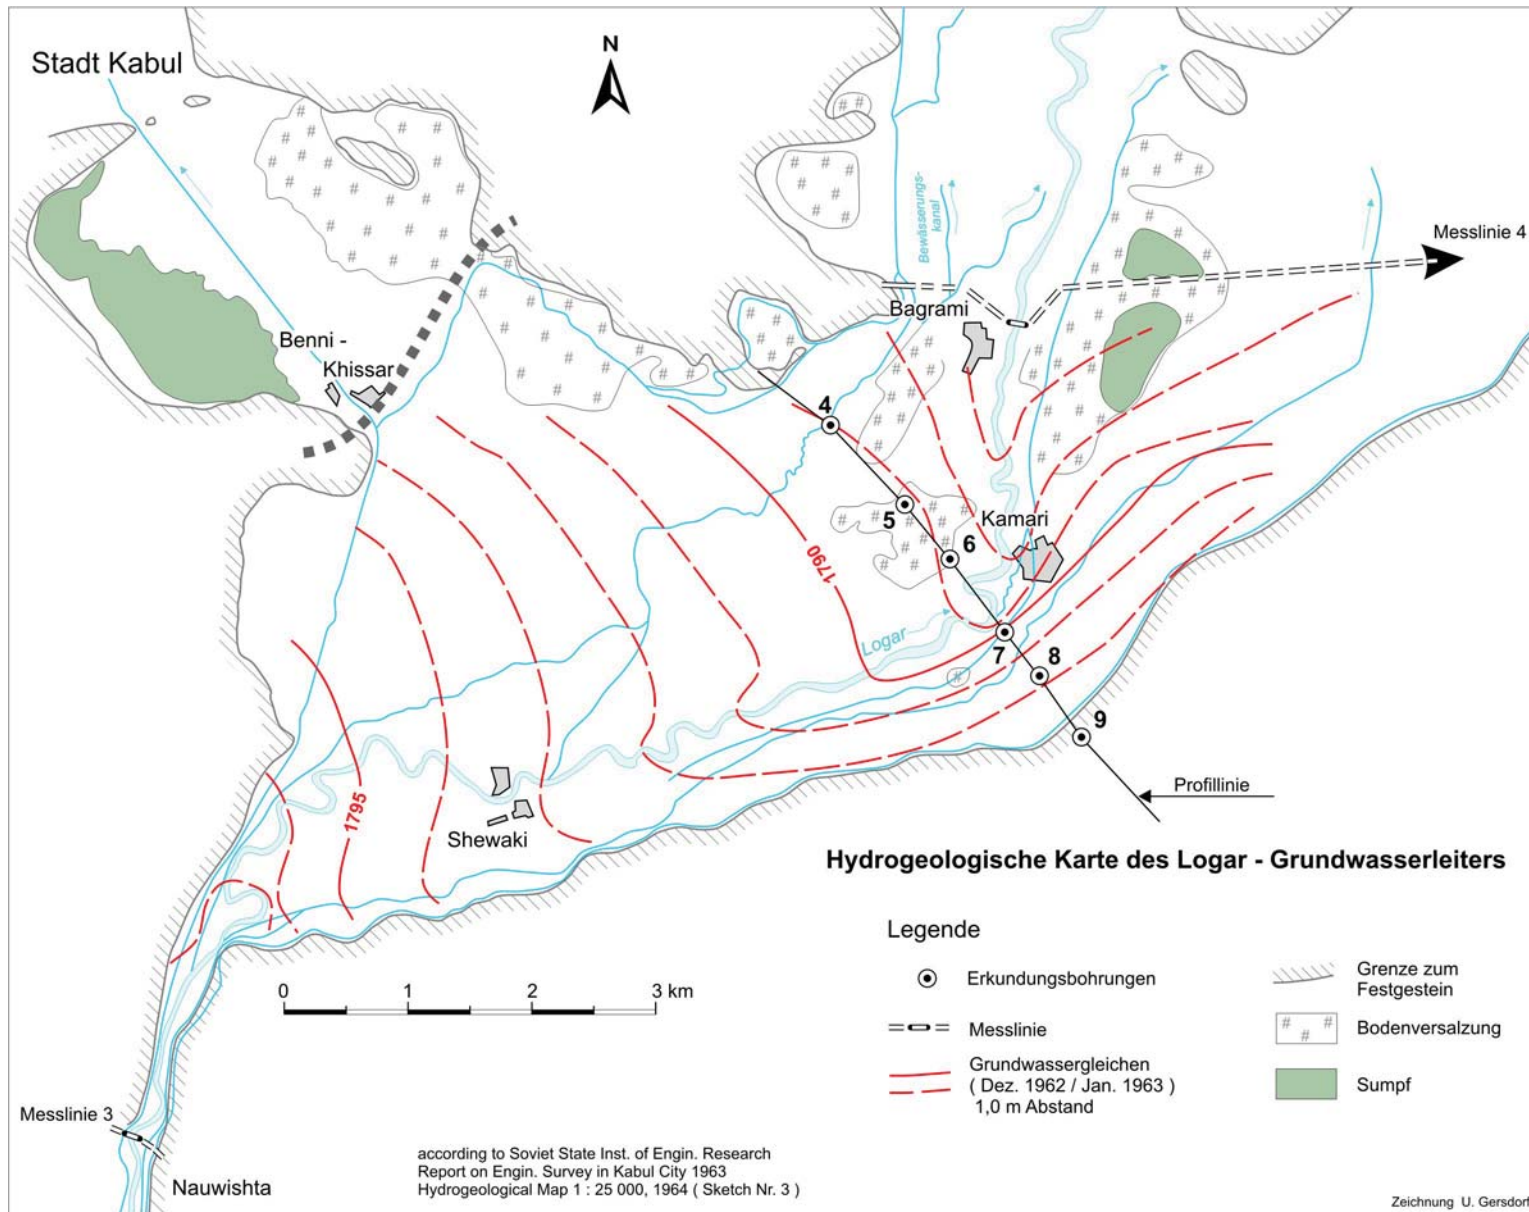 Stadt Kabul
N
Messlinie 4
Bewässerungs-
kanal
Bagrami
Benni -
Khissar
4
5
Kamari
6
1790
Logar
7
8
9
Profillinie
1795
Shewaki
Hydrogeologische Karte des Logar - Grundwasserleiters
Legende
Erkundungsbohrungen
Messlinie
Grundwassergleichen
( Dez. 1962 / Jan. 1963 )
1,0 m Abstand
Grenze zum
Festgestein
Bodenversalzung
Sumpf
0 1 2 3 km
Messlinie 3
Nauwishta
according to Soviet State Inst. of Engin. Research
Report on Engin. Survey in Kabul City 1963
Hydrogeological Map 1 : 25 000, 1964 ( Sketch Nr. 3 )
Zeichnung U. Gersdorf